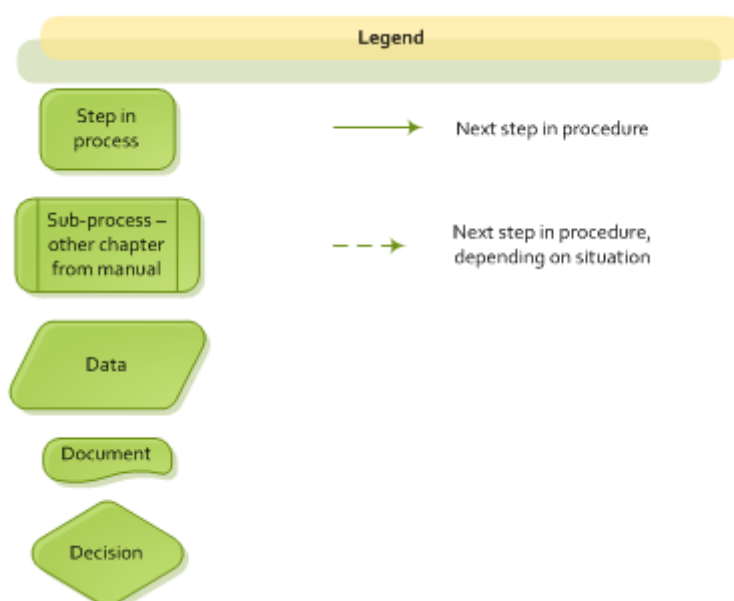 Legend
Step in
process
Next step in procedure
Sub-process –
other chapter
from manual
Next step in procedure,
depending on situation
Data
Document
Decision